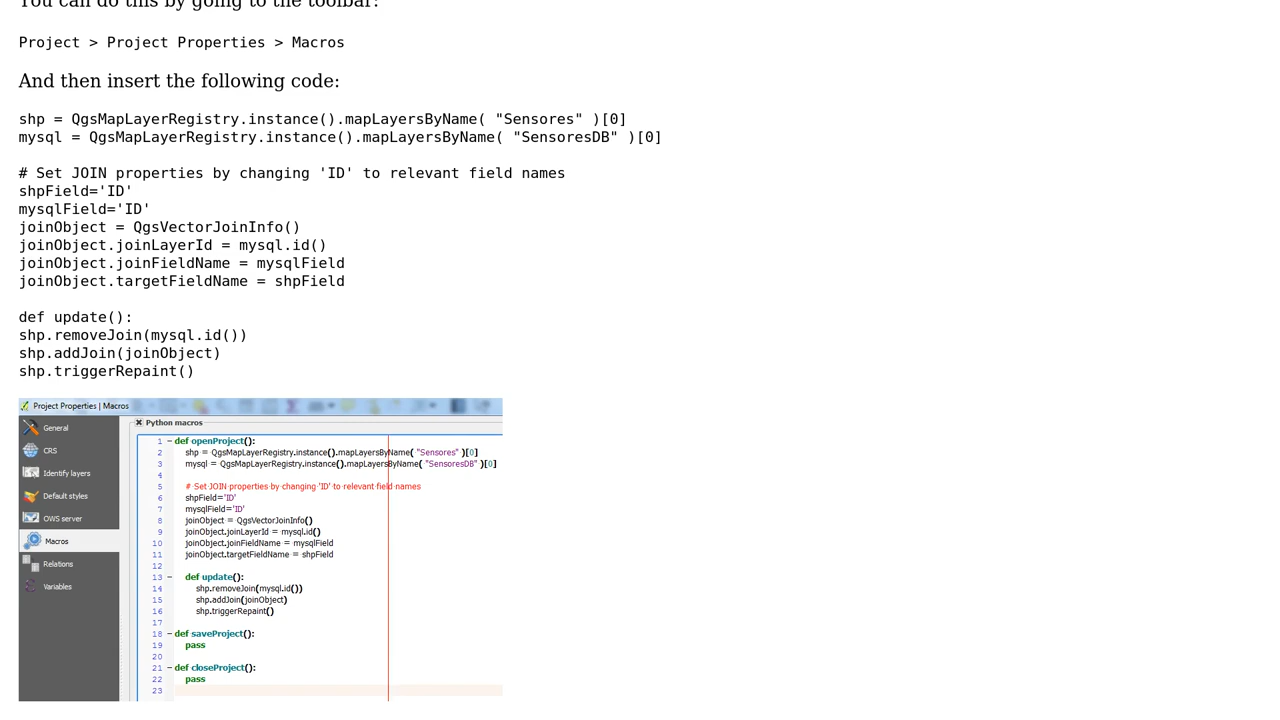 You can do this by going to the toolbar:
Project > Project Properties > Macros
And then insert the following code:
shp = QgsMapLayerRegistry.instance().mapLayersByName( "Sensores" )[0]
mysql = QgsMapLayerRegistry.instance().mapLayersByName( "SensoresDB" )[0]
# Set JOIN properties by changing 'ID' to relevant field names
shpField='ID'
mysqlField='ID'
joinObject = QgsVectorJoinInfo()
joinObject.joinLayerId = mysql.id()
joinObject.joinFieldName = mysqlField
joinObject.targetFieldName = shpField
def update():
shp.removeJoin(mysql.id())
shp.addJoin(joinObject)
shp.triggerRepaint()
Project Properties | Macros
General
CRS
Identify layers
Default styles
OWS server
Macros
Relations
Variables
Python macros
1 def openProject():
2 shp = QgsMapLayerRegistry.instance().mapLayersByName( "Sensores" )[0]
3 mysql = QgsMapLayerRegistry.instance().mapLayersByName( "SensoresDB" )[0]
4
5 # Set JOIN properties by changing 'ID' to relevant field names
6 shpField='ID'
7 mysqlField='ID'
8 joinObject = QgsVectorJoinInfo()
9 joinObject.joinLayerId = mysql.id()
10 joinObject.joinFieldName = mysqlField
11 joinObject.targetFieldName = shpField
12
13 def update():
14 shp.removeJoin(mysql.id())
15 shp.addJoin(joinObject)
16 shp.triggerRepaint()
17
18 def saveProject():
19 pass
20
21 def closeProject():
22 pass
23